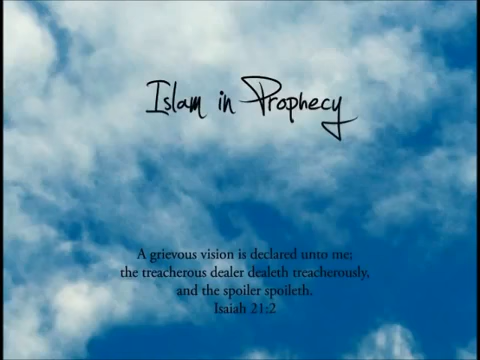 Islam in Prophecy
A grievous vision is declared unto me;
the treacherous dealer dealeth treacherously,
and the spoiler spoileth.
Isaiah 21:2